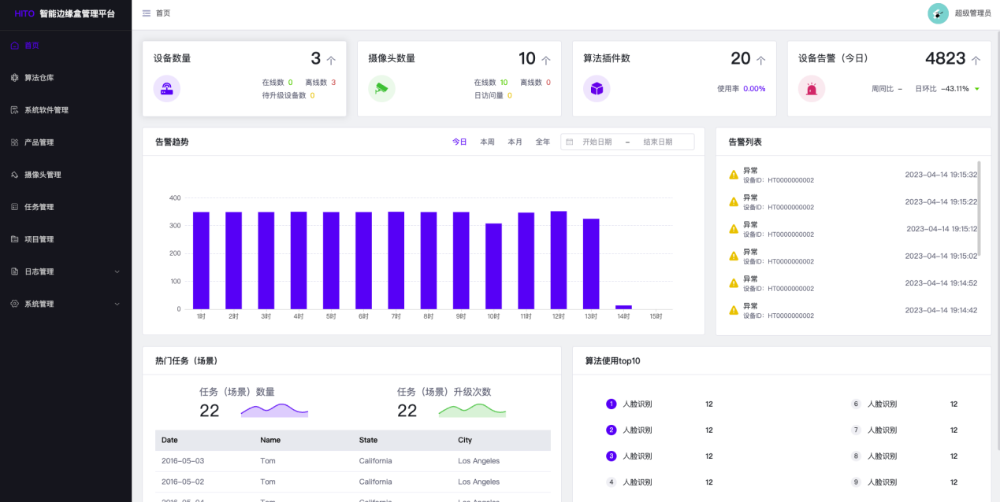 HITO 智能边缘盒管理平台
首页
超级管理员
首页
算法仓库
系统软件管理
产品管理
摄像头管理
任务管理
项目管理
日志管理
系统管理
设备数量
3
在线数 0 离线数 3
待升级设备数 0
摄像头数量
10
在线数 10 离线数 0
日访问量 0
算法插件数
20
使用率 0.00%
设备告警（今日）
4823
周同比 – 日环比 –43.11%
告警趋势
今日 本周 本月 全年 开始日期 – 结束日期
400
300
200
100
0
1时 2时 3时 4时 5时 6时 7时 8时 9时 10时 11时 12时 13时 14时 15时
告警列表
异常
设备ID：HT0000000002
2023-04-14 19:15:32
异常
设备ID：HT0000000002
2023-04-14 19:15:22
异常
设备ID：HT0000000002
2023-04-14 19:15:12
异常
设备ID：HT0000000002
2023-04-14 19:15:02
异常
设备ID：HT0000000002
2023-04-14 19:14:52
异常
设备ID：HT0000000002
2023-04-14 19:14:42
热门任务（场景）
任务（场景）数量
22
任务（场景）升级次数
22
Date Name State City
2016-05-03 Tom California Los Angeles
2016-05-02 Tom California Los Angeles
2016-05-04 Tom California Los Angeles
算法使用top10
1 人脸识别 12
2 人脸识别 12
3 人脸识别 12
4 人脸识别 12
6 人脸识别 12
7 人脸识别 12
8 人脸识别 12
9 人脸识别 12